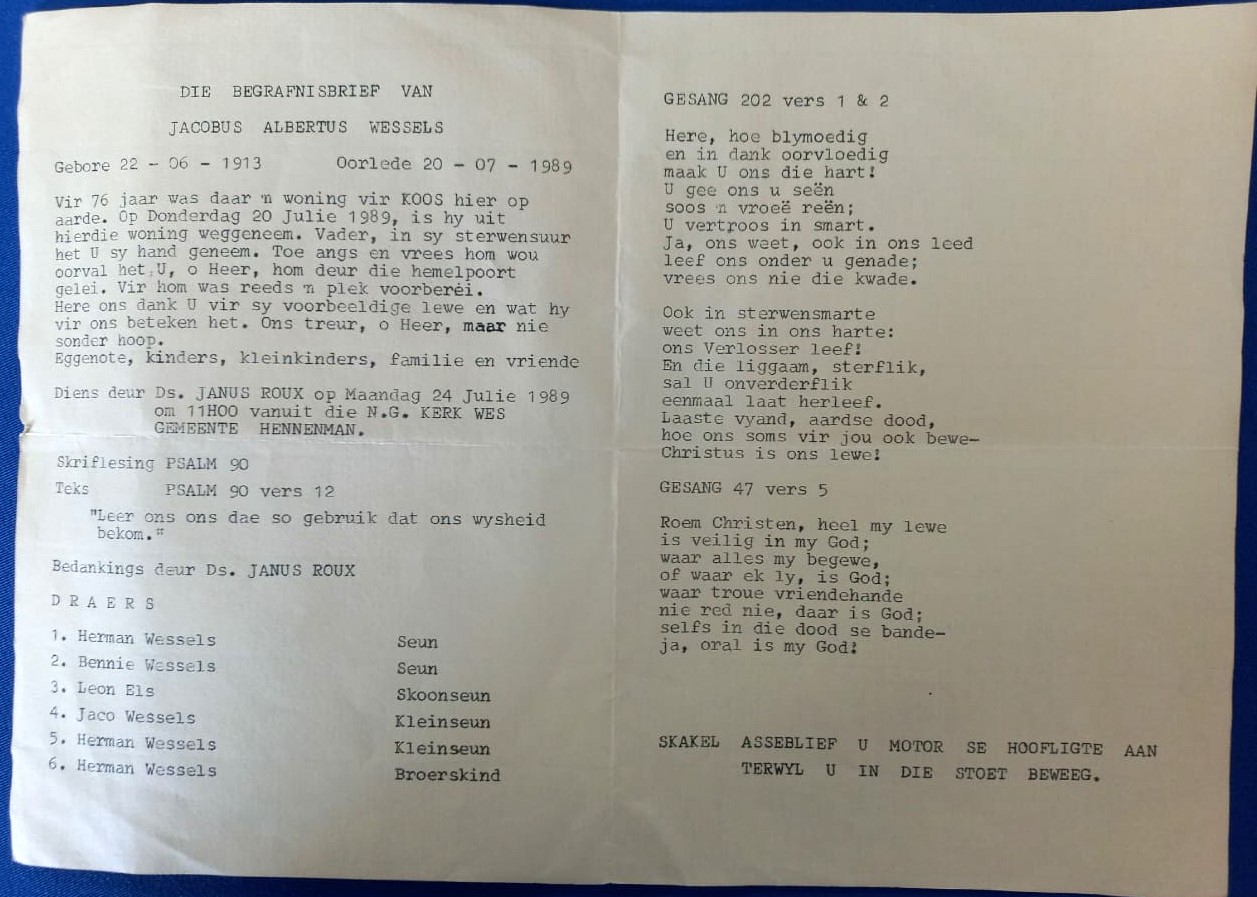 DIE BEGRAFNISBRIEF VAN
JACOBUS ALBERTUS WESSELS
Gebore 22 - 06 - 1913 Oorlede 20 - 07 - 1989
Vir 76 jaar was daar 'n woning vir KOOS hier op
aarde. Op Donderdag 20 Julie 1989, is hy uit
hierdie woning weggeneem. Vader, in sy sterwensuur
het U sy hand geneem. Toe angs en vrees hom wou
oorval het U, o Heer, hom deur die hemelpoort
gelei. Vir hom was reeds 'n plek voorberei.
Here ons dank U vir sy voorbeeldige lewe en wat hy
vir ons beteken het. Ons treur, o Heer, maar nie
sonder hoop.
Eggenote, kinders, kleinkinders, familie en vriende
Diens deur Ds. JANUS ROUX op Maandag 24 Julie 1989
om 11H00 vanuit die N.G. KERK WES
GEMEENTE HENNENMAN.
Skriflesing PSALM 90
Teks PSALM 90 vers 12
"Leer ons ons dae so gebruik dat ons wysheid
bekom."
Bedankings deur Ds. JANUS ROUX
D R A E R S
1. Herman Wessels Seun
2. Bennie Wessels Seun
3. Leon Els Skoonseun
4. Jaco Wessels Kleinseun
5. Herman Wessels Kleinseun
6. Herman Wessels Broerskind
GESANG 202 vers 1 & 2
Here, hoe blymoedig
en in dank oorvloedig
maak U ons die hart!
U gee ons u seën
soos 'n vroeë reën;
U vertroos in smart.
Ja, ons weet, ook in ons leed
leef ons onder u genade;
vrees ons nie die kwade.
Ook in sterwensmarte
weet ons in ons harte:
ons Verlosser leef!
En die liggaam, sterflik,
sal U onverderflik
eenmaal laat herleef.
Laaste vyand, aardse dood,
hoe ons soms vir jou ook bewe-
Christus is ons lewe!
GESANG 47 vers 5
Roem Christen, heel my lewe
is veilig in my God;
waar alles my begewe,
of waar ek ly, is God;
waar troue vriendehande
nie red nie, daar is God;
selfs in die dood se bande-
ja, oral is my God!
SKAKEL ASSEBLIEF U MOTOR SE HOOFLIGTE AAN
TERWYL U IN DIE STOET BEWEEG.